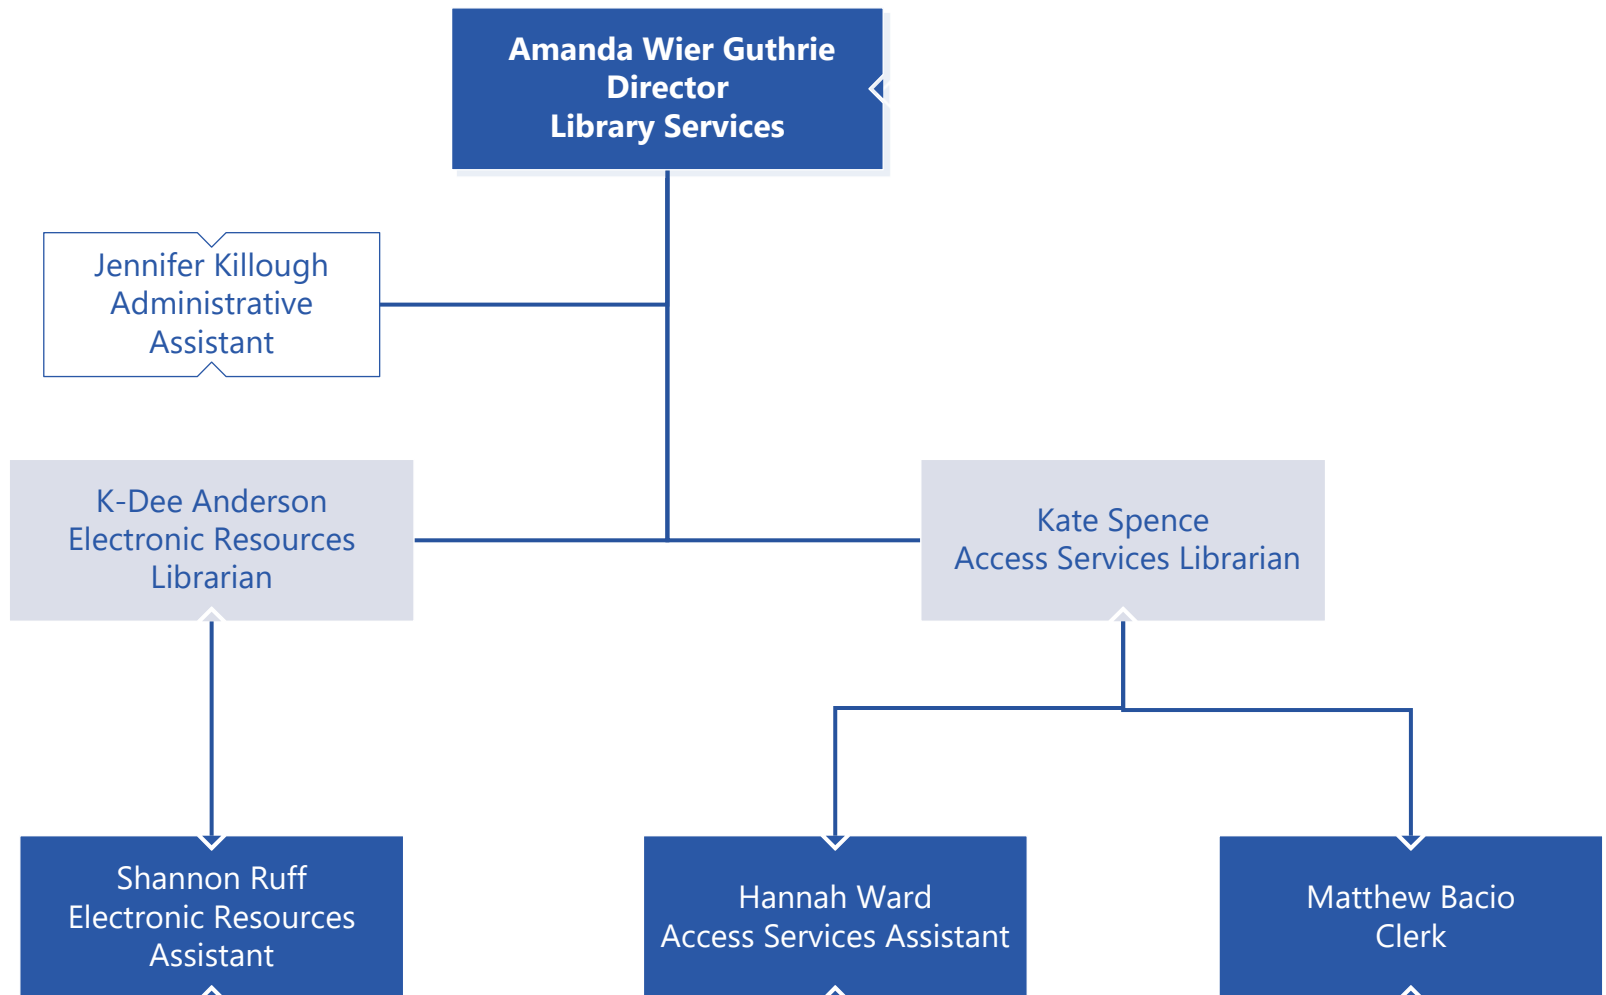 Amanda Wier Guthrie
Director
Library Services
Jennifer Killough
Administrative
Assistant
K-Dee Anderson
Electronic Resources
Librarian
Kate Spence
Access Services Librarian
Shannon Ruff
Electronic Resources
Assistant
Hannah Ward
Access Services Assistant
Matthew Bacio
Clerk